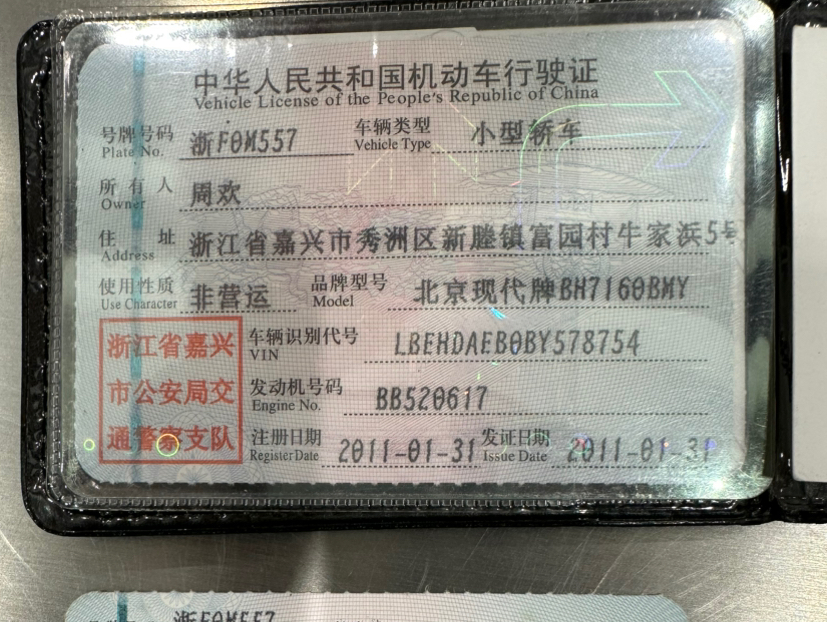 中华人民共和国机动车行驶证
Vehicle License of the People's Republic of China
号牌号码 浙F0M557 车辆类型 小型轿车
Plate No. Vehicle Type
所有人 周欢
Owner
住址 浙江省嘉兴市秀洲区新塍镇富园村牛家浜5号
Address
使用性质 非营运 品牌型号 北京现代牌BH7160BMY
Use Character Model
浙江省嘉兴 车辆识别代号 LBEHDAEB0BY578754
VIN
市公安局交 发动机号码 BB520617
Engine No.
通警察支队 注册日期 2011-01-31 发证日期 2011-01-31
Register Date Issue Date
浙F0M557